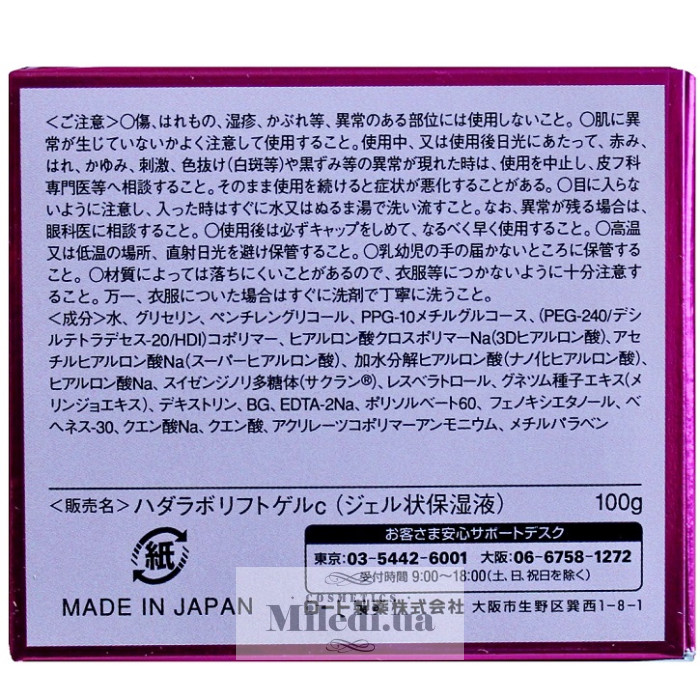 ＜ご注意＞〇傷、はれもの、湿疹、かぶれ等、異常のある部位には使用しないこと。〇肌に異
常が生じていないかよく注意して使用すること。使用中、又は使用後日光にあたって、赤み、
はれ、かゆみ、刺激、色抜け(白斑等)や黒ずみ等の異常が現れた時は、使用を中止し、皮フ科
専門医等へ相談すること。そのまま使用を続けると症状が悪化することがある。〇目に入らな
いように注意し、入った時はすぐに水又はぬるま湯で洗い流すこと。なお、異常が残る場合は、
眼科医に相談すること。〇使用後は必ずキャップをしめて、なるべく早く使用すること。〇高温
又は低温の場所、直射日光を避け保管すること。〇乳幼児の手の届かないところに保管する
こと。〇材質によっては落ちにくいことがあるので、衣服等につかないように十分注意す
ること。万一、衣服についた場合はすぐに洗剤で丁寧に洗うこと。
＜成分＞水、グリセリン、ペンチレングリコール、PPG-10メチルグルコース、(PEG-240/デシ
ルテトラデセス-20/HDI)コポリマー、ヒアルロン酸クロスポリマーNa(3Dヒアルロン酸)、アセ
チルヒアルロン酸Na(スーパーヒアルロン酸)、加水分解ヒアルロン酸(ナノ化ヒアルロン酸)、
ヒアルロン酸Na、スイゼンジノリ多糖体(サクラン®)、レスベラトロール、グネツム種子エキス(メ
リンジョエキス)、デキストリン、BG、EDTA-2Na、ポリソルベート60、フェノキシエタノール、ベ
ヘネス-30、クエン酸Na、クエン酸、アクリレーツコポリマーアンモニウム、メチルパラベン
＜販売名＞ハダラボリフトゲルc(ジェル状保湿液) 100g
お客さま安心サポートデスク
東京:03-5442-6001 大阪:06-6758-1272
受付時間 9:00〜18:00(土、日、祝日を除く)
紙
MADE IN JAPAN
ロート製薬株式会社 大阪市生野区巽西1-8-1
COSMETICS
Miledi.ua